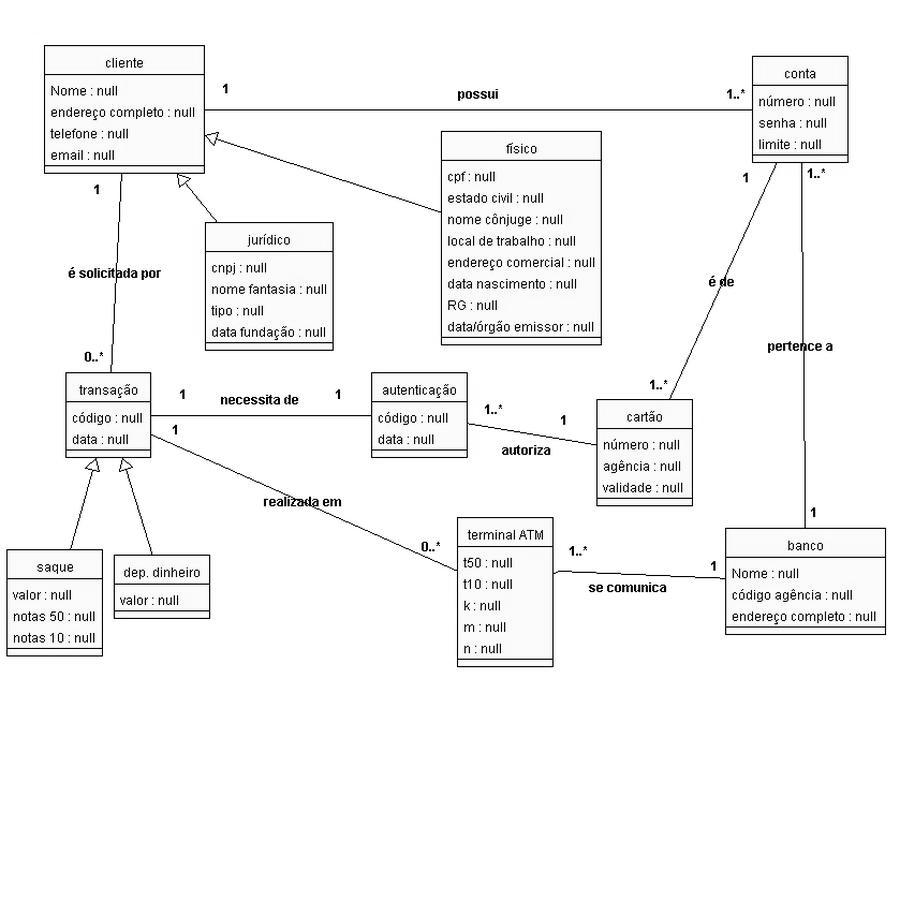 cliente
Nome : null
endereço completo : null
telefone : null
email : null
1
possui
1..*
conta
número : null
senha : null
limite : null
físico
cpf : null
estado civil : null
nome cônjuge : null
local de trabalho : null
endereço comercial : null
data nascimento : null
RG : null
data/órgão emissor : null
1
1
1..*
jurídico
cnpj : null
nome fantasia : null
tipo : null
data fundação : null
é solicitada por
é de
pertence a
0..*
1..*
transação
código : null
data : null
1
necessita de
1
autenticação
código : null
data : null
1..*
autoriza
1
cartão
número : null
agência : null
validade : null
1
realizada em
0..*
saque
valor : null
notas 50 : null
notas 10 : null
dep. dinheiro
valor : null
terminal ATM
t50 : null
t10 : null
k : null
m : null
n : null
1..*
se comunica
1
1
banco
Nome : null
código agência : null
endereço completo : null